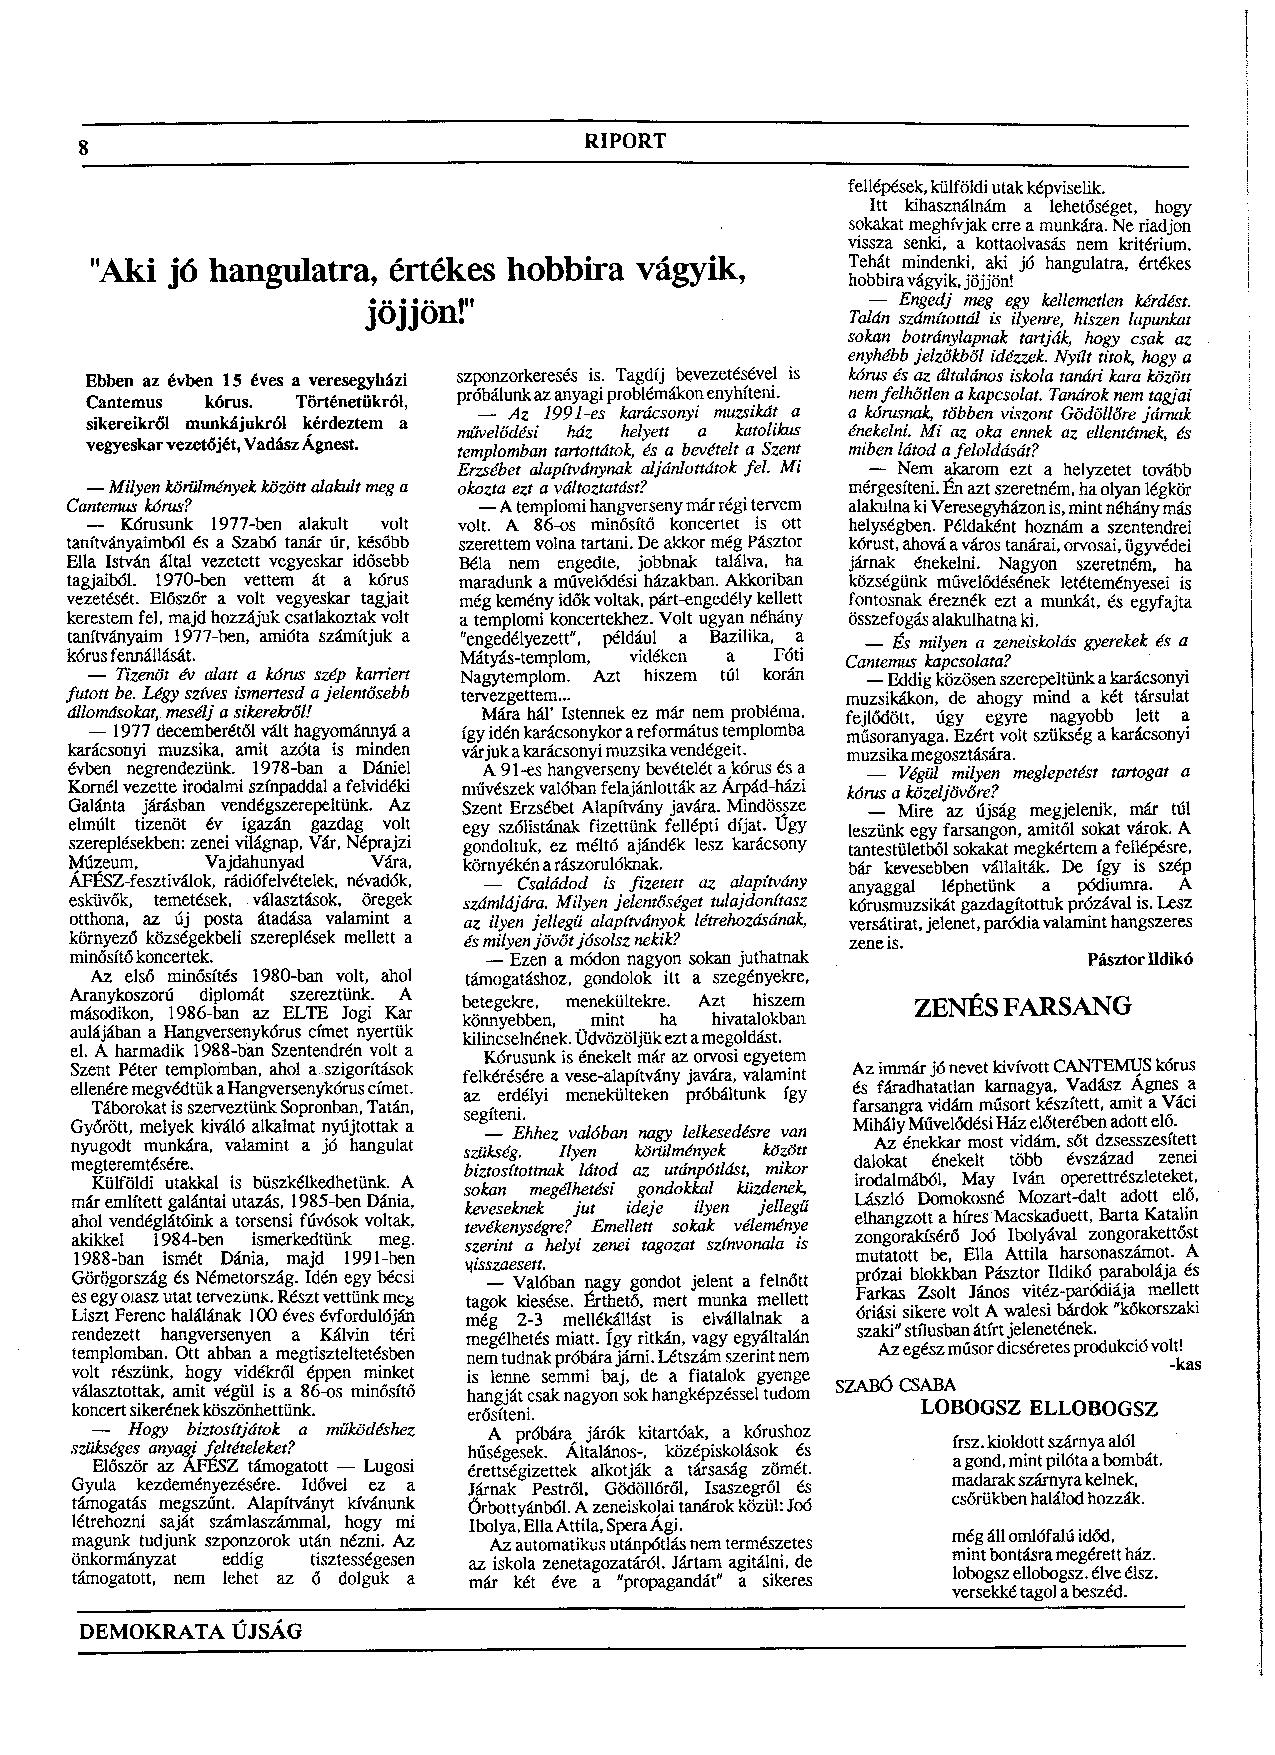 8
RIPORT
"Aki jó hangulatra, értékes hobbira vágyik,
jöjjön!"
Ebben az évben 15 éves a veresegyházi
Cantemus kórus. Történetükről,
sikereikről munkájukról kérdeztem a
vegyeskar vezetőjét, Vadász Ágnest.
— Milyen körülmények között alakult meg a
Cantemus kórus?
— Kórusunk 1977-ben alakult volt
tanítványaimból és a Szabó tanár úr, később
Ella István által vezetett vegyeskar idősebb
tagjaiból. 1970-ben vettem át a kórus
vezetését. Először a volt vegyeskar tagjait
kerestem fel, majd hozzájuk csatlakoztak volt
tanítványaim 1977-ben, amióta számítjuk a
kórus fennállását.
— Tizenöt év alatt a kórus szép karriert
futott be. Légy szíves ismertesd a jelentősebb
állomásokat, mesélj a sikerekről!
— 1977 decemberétől vált hagyománnyá a
karácsonyi muzsika, amit azóta is minden
évben negrendezünk. 1978-ban a Dániel
Kornél vezette irodalmi színpaddal a felvidéki
Galánta járásban vendégszerepeltünk. Az
elmúlt tizenöt év igazán gazdag volt
szereplésekben: zenei világnap, Vár, Néprajzi
Múzeum, Vajdahunyad Vára,
ÁFÉSZ-fesztiválok, rádiófelvételek, névadók,
esküvők, temetések, választások, öregek
otthona, az új posta átadása valamint a
környező községekbeli szereplések mellett a
minősítő koncertek.
Az első minősítés 1980-ban volt, ahol
Aranykoszorú diplomát szereztünk. A
másodikon, 1986-ban az ELTE Jogi Kar
aulájában a Hangversenykórus címet nyertük
el. A harmadik 1988-ban Szentendrén volt a
Szent Péter templomban, ahol a szigorítások
ellenére megvédtük a Hangversenykórus címet.
Táborokat is szerveztünk Sopronban, Tatán,
Győrött, melyek kiváló alkalmat nyújtottak a
nyugodt munkára, valamint a jó hangulat
megteremtésére.
Külföldi utakkal is büszkélkedhetünk. A
már említett galántai utazás, 1985-ben Dánia,
ahol vendéglátóink a torsensi fúvósok voltak,
akikkel 1984-ben ismerkedtünk meg.
1988-ban ismét Dánia, majd 1991-ben
Görögország és Németország. Idén egy bécsi
és egy olasz utat tervezünk. Részt vettünk meg
Liszt Ferenc halálának 100 éves évfordulóján
rendezett hangversenyen a Kálvin téri
templomban. Ott abban a megtiszteltetésben
volt részünk, hogy vidékről éppen minket
választottak, amit végül is a 86-os minősítő
koncert sikerének köszönhettünk.
— Hogy biztosítjátok a működéshez
szükséges anyagi feltételeket?
Először az ÁFÉSZ támogatott — Lugosi
Gyula kezdeményezésére. Idővel ez a
támogatás megszűnt. Alapítványt kívánunk
létrehozni saját számlaszámmal, hogy mi
magunk tudjunk szponzorok után nézni. Az
önkormányzat eddig tisztességesen
támogatott, nem lehet az ő dolguk a
szponzorkeresés is. Tagdíj bevezetésével is
próbálunk az anyagi problémákon enyhíteni.
— Az 1991-es karácsonyi muzsikát a
művelődési ház helyett a katolikus
templomban tartottátok, és a bevételt a Szent
Erzsébet alapítványnak aljánlottátok fel. Mi
okozta ezt a változtatást?
— A templomi hangverseny már régi tervem
volt. A 86-os minősítő koncertet is ott
szerettem volna tartani. De akkor még Pásztor
Béla nem engedte, jobbnak találva, ha
maradunk a művelődési házakban. Akkoriban
még kemény idők voltak, párt-engedély kellett
a templomi koncertekhez. Volt ugyan néhány
"engedélyezett", például a Bazilika, a
Mátyás-templom, vidéken a Fóti
Nagytemplom. Azt hiszem túl korán
tervezgettem...
Mára hál' Istennek ez már nem probléma,
így idén karácsonykor a református templomba
várjuk a karácsonyi muzsika vendégeit.
A 91-es hangverseny bevételét a kórus és a
művészek valóban felajánlották az Árpád-házi
Szent Erzsébet Alapítvány javára. Mindössze
egy szólistának fizettünk fellépti díjat. Úgy
gondoltuk, ez méltó ajándék lesz karácsony
környékén a rászorulóknak.
— Családod is fizetett az alapítvány
számlájára. Milyen jelentőséget tulajdonítasz
az ilyen jellegű alapítványok létrehozásának,
és milyen jövőt jósolsz nekik?
— Ezen a módon nagyon sokan juthatnak
támogatáshoz, gondolok itt a szegényekre,
betegekre, menekültekre. Azt hiszem
könnyebben, mint ha hivatalokban
kilincselnének. Üdvözöljük ezt a megoldást.
Kórusunk is énekelt már az orvosi egyetem
felkérésére a vese-alapítvány javára, valamint
az erdélyi menekülteken próbáltunk így
segíteni.
— Ehhez valóban nagy lelkesedésre van
szükség. Ilyen körülmények között
biztosítottnak látod az utánpótlást, mikor
sokan megélhetési gondokkal küzdenek,
keveseknek jut ideje ilyen jellegű
tevékenységre? Emellett sokak véleménye
szerint a helyi zenei tagozat színvonala is
visszaesett.
— Valóban nagy gondot jelent a felnőtt
tagok kiesése. Érthető, mert munka mellett
még 2-3 mellékállást is elvállalnak a
megélhetés miatt. Így ritkán, vagy egyáltalán
nem tudnak próbára járni. Létszám szerint nem
is lenne semmi baj, de a fiatalok gyenge
hangját csak nagyon sok hangképzéssel tudom
erősíteni.
A próbára járók kitartóak, a kórushoz
hűségesek. Általános-, középiskolások és
érettségizettek alkotják a társaság zömét.
Járnak Pestről, Gödöllőről, Isaszegről és
Őrbottyánból. A zeneiskolai tanárok közül: Joó
Ibolya, Ella Attila, Spera Ági.
Az automatikus utánpótlás nem természetes
az iskola zenetagozatáról. Jártam agitálni, de
már két éve a "propagandát" a sikeres
fellépések, külföldi utak képviselik.
Itt kihasználnám a lehetőséget, hogy
sokakat meghívjak erre a munkára. Ne riadjon
vissza senki, a kottaolvasás nem kritérium.
Tehát mindenki, aki jó hangulatra, értékes
hobbira vágyik, jöjjön!
— Engedj meg egy kellemetlen kérdést.
Talán számítottál is ilyenre, hiszen lapunkat
sokan botránylapnak tartják, hogy csak az
enyhébb jelzőkből idézzek. Nyílt titok, hogy a
kórus és az általános iskola tanári kara között
nem felhőtlen a kapcsolat. Tanárok nem tagjai
a kórusnak, többen viszont Gödöllőre járnak
énekelni. Mi az oka ennek az ellentétnek, és
miben látod a feloldását?
— Nem akarom ezt a helyzetet tovább
mérgesíteni. Én azt szeretném, ha olyan légkör
alakulna ki Veresegyházon is, mint néhány más
helységben. Példaként hoznám a szentendrei
kórust, ahová a város tanárai, orvosai, ügyvédei
járnak énekelni. Nagyon szeretném, ha
községünk művelődésének letéteményesei is
fontosnak éreznék ezt a munkát, és egyfajta
összefogás alakulhatna ki.
— És milyen a zeneiskolás gyerekek és a
Cantemus kapcsolata?
— Eddig közösen szerepeltünk a karácsonyi
muzsikákon, de ahogy mind a két társulat
fejlődött, úgy egyre nagyobb lett a
műsoranyaga. Ezért volt szükség a karácsonyi
muzsika megosztására.
— Végül milyen meglepetést tartogat a
kórus a közeljövőre?
— Mire az újság megjelenik, már túl
leszünk egy farsangon, amitől sokat várok. A
tantestületből sokakat megkértem a fellépésre,
bár kevesebben vállalták. De így is szép
anyaggal léphetünk a pódiumra. A
kórusmuzsikát gazdagítottuk prózával is. Lesz
versátirat, jelenet, paródia valamint hangszeres
zene is.
Pásztor Ildikó
ZENÉS FARSANG
Az immár jó nevet kivívott CANTEMUS kórus
és fáradhatatlan karnagya, Vadász Ágnes a
farsangra vidám műsort készített, amit a Váci
Mihály Művelődési Ház előterében adott elő.
Az énekkar most vidám, sőt dzsesszesített
dalokat énekelt több évszázad zenei
irodalmából, May Iván operettrészleteket,
László Domokosné Mozart-dalt adott elő,
elhangzott a híres Macskaduett, Barta Katalin
zongorakísérő Joó Ibolyával zongorakettőst
mutatott be, Ella Attila harsonaszámot. A
prózai blokkban Pásztor Ildikó parabolája és
Farkas Zsolt János vitéz-paródiája mellett
óriási sikere volt A walesi bárdok "kőkorszaki
szaki" stílusban átírt jelenetének.
Az egész műsor dicséretes produkció volt!
-kas
SZABÓ CSABA
LOBOGSZ ELLOBOGSZ
írsz. kioldott szárnya alól
a gond, mint pilóta a bombát,
madarak szárnyra kelnek,
csőrükben halálod hozzák.
még áll omlófalú időd,
mint bontásra megérett ház.
lobogsz ellobogsz. élve élsz.
versekké tagol a beszéd.
DEMOKRATA ÚJSÁG